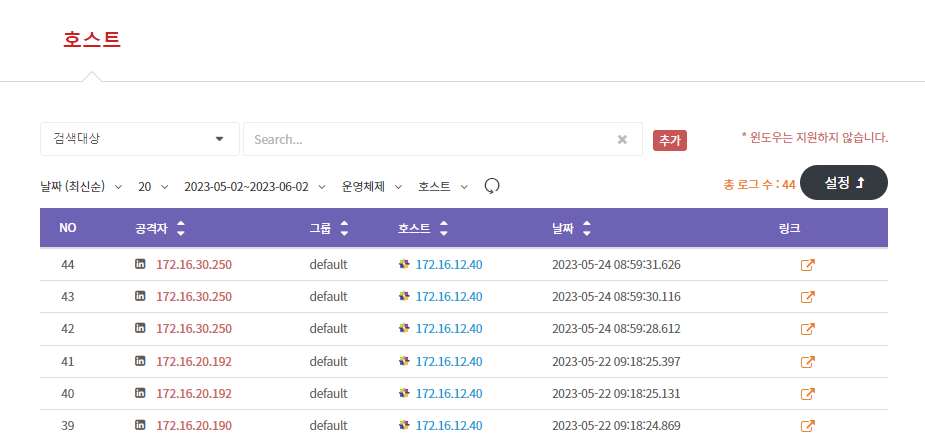 호스트
검색대상 Search... 추가 * 윈도우는 지원하지 않습니다.
날짜 (최신순) 20 2023-05-02~2023-06-02 운영체제 호스트 총 로그 수 : 44 설정
NO 공격자 그룹 호스트 날짜 링크
44 in 172.16.30.250 default 172.16.12.40 2023-05-24 08:59:31.626
43 in 172.16.30.250 default 172.16.12.40 2023-05-24 08:59:30.116
42 in 172.16.30.250 default 172.16.12.40 2023-05-24 08:59:28.612
41 in 172.16.20.192 default 172.16.12.40 2023-05-22 09:18:25.397
40 in 172.16.20.192 default 172.16.12.40 2023-05-22 09:18:25.131
39 in 172.16.20.190 default 172.16.12.40 2023-05-22 09:18:24.869